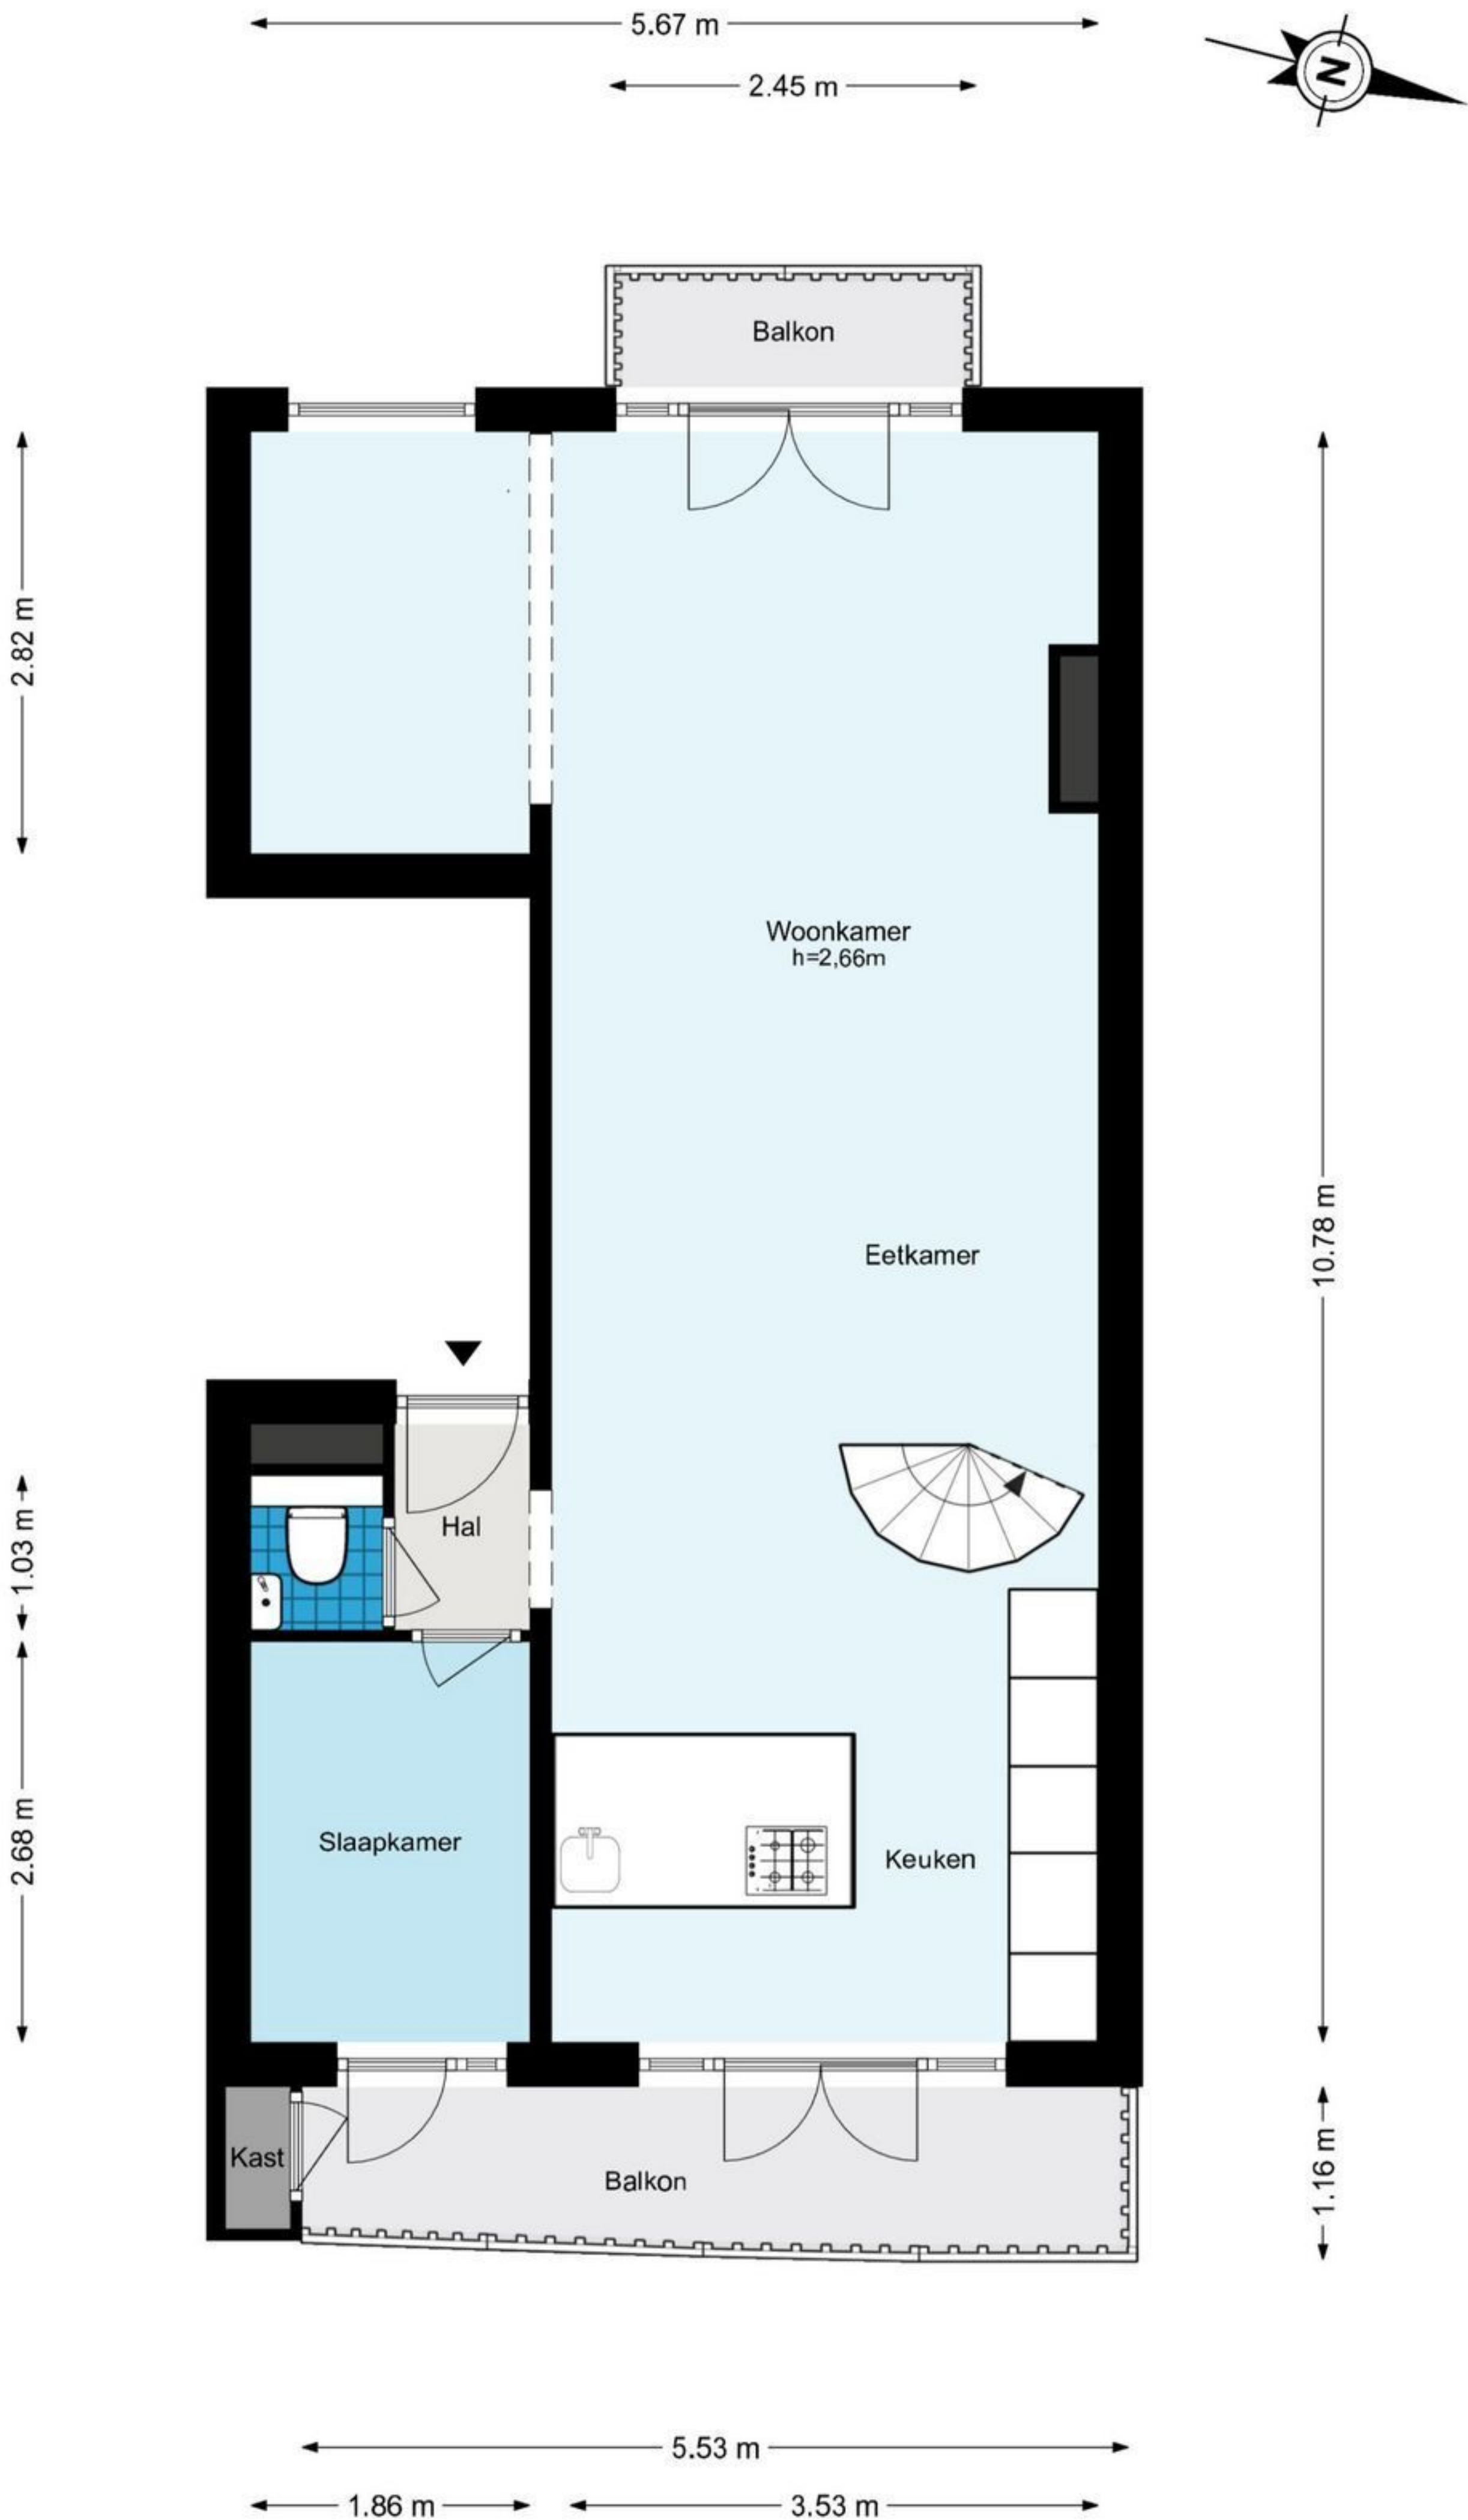 5.67 m
2.45 m
N
Balkon
2.82 m
Woonkamer
h=2,66m
10.78 m
Eetkamer
1.03 m
Hal
2.68 m
Slaapkamer
Keuken
Kast
Balkon
1.16 m
5.53 m
1.86 m
3.53 m